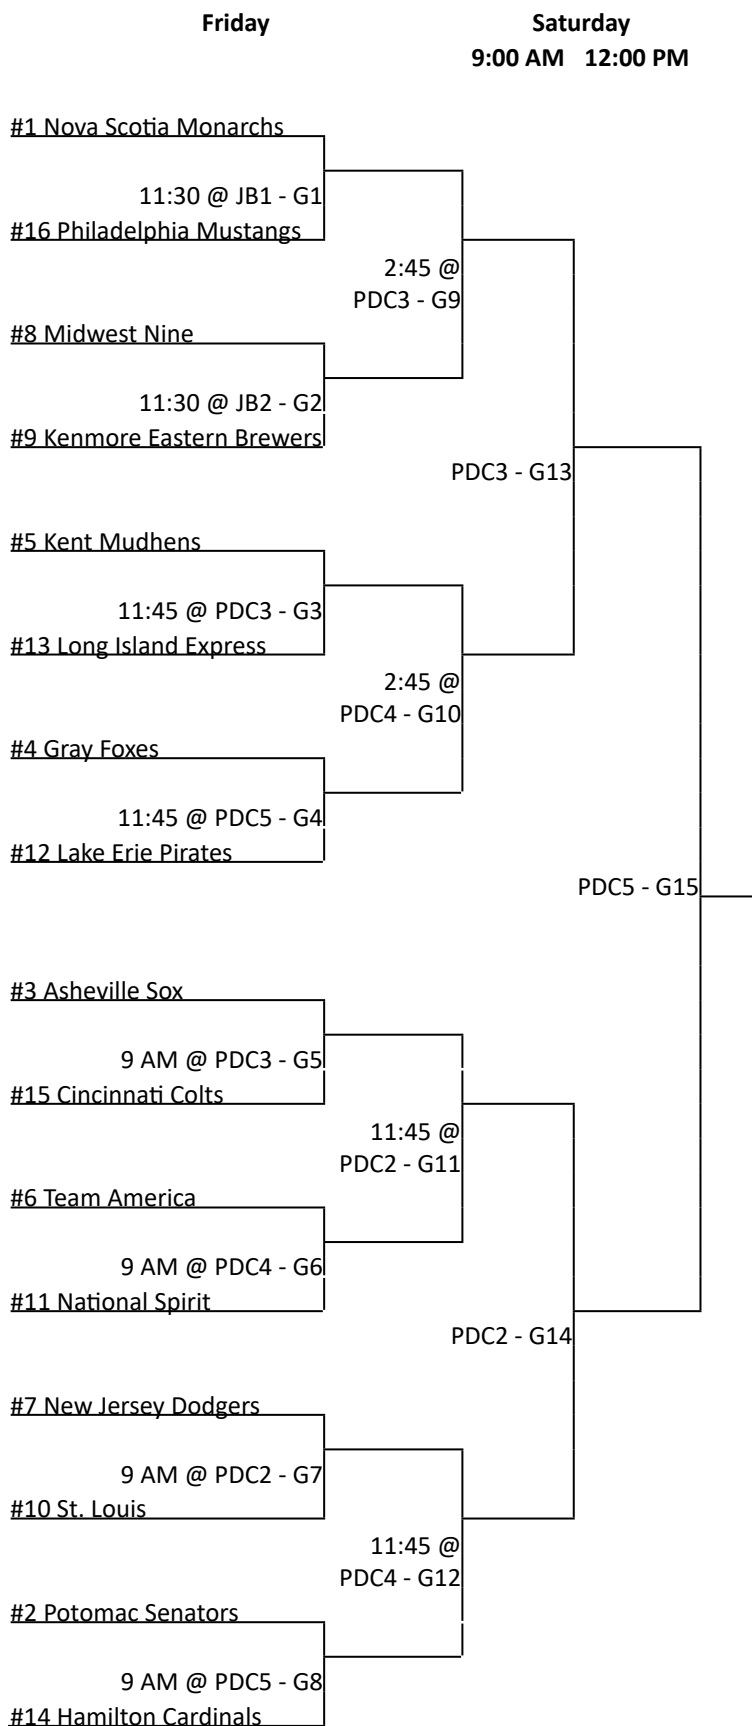 Friday Saturday
9:00 AM 12:00 PM
#1 Nova Scotia Monarchs
11:30 @ JB1 - G1
#16 Philadelphia Mustangs
2:45 @
PDC3 - G9
#8 Midwest Nine
11:30 @ JB2 - G2
#9 Kenmore Eastern Brewers
PDC3 - G13
#5 Kent Mudhens
11:45 @ PDC3 - G3
#13 Long Island Express
2:45 @
PDC4 - G10
#4 Gray Foxes
11:45 @ PDC5 - G4
#12 Lake Erie Pirates
PDC5 - G15
#3 Asheville Sox
9 AM @ PDC3 - G5
#15 Cincinnati Colts
11:45 @
PDC2 - G11
#6 Team America
9 AM @ PDC4 - G6
#11 National Spirit
PDC2 - G14
#7 New Jersey Dodgers
9 AM @ PDC2 - G7
#10 St. Louis
11:45 @
PDC4 - G12
#2 Potomac Senators
9 AM @ PDC5 - G8
#14 Hamilton Cardinals